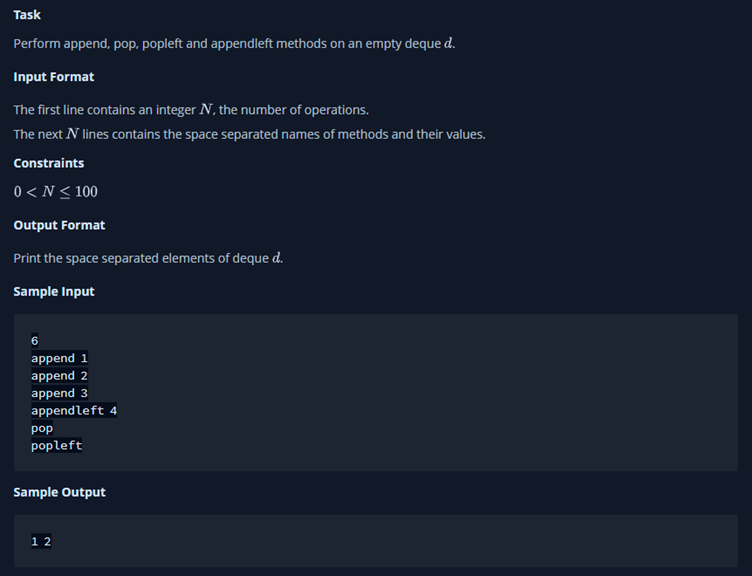 Task
Perform append, pop, popleft and appendleft methods on an empty deque d.
Input Format
The first line contains an integer N, the number of operations.
The next N lines contains the space separated names of methods and their values.
Constraints
0 < N ≤ 100
Output Format
Print the space separated elements of deque d.
Sample Input
6
append 1
append 2
append 3
appendleft 4
pop
popleft
Sample Output
1 2